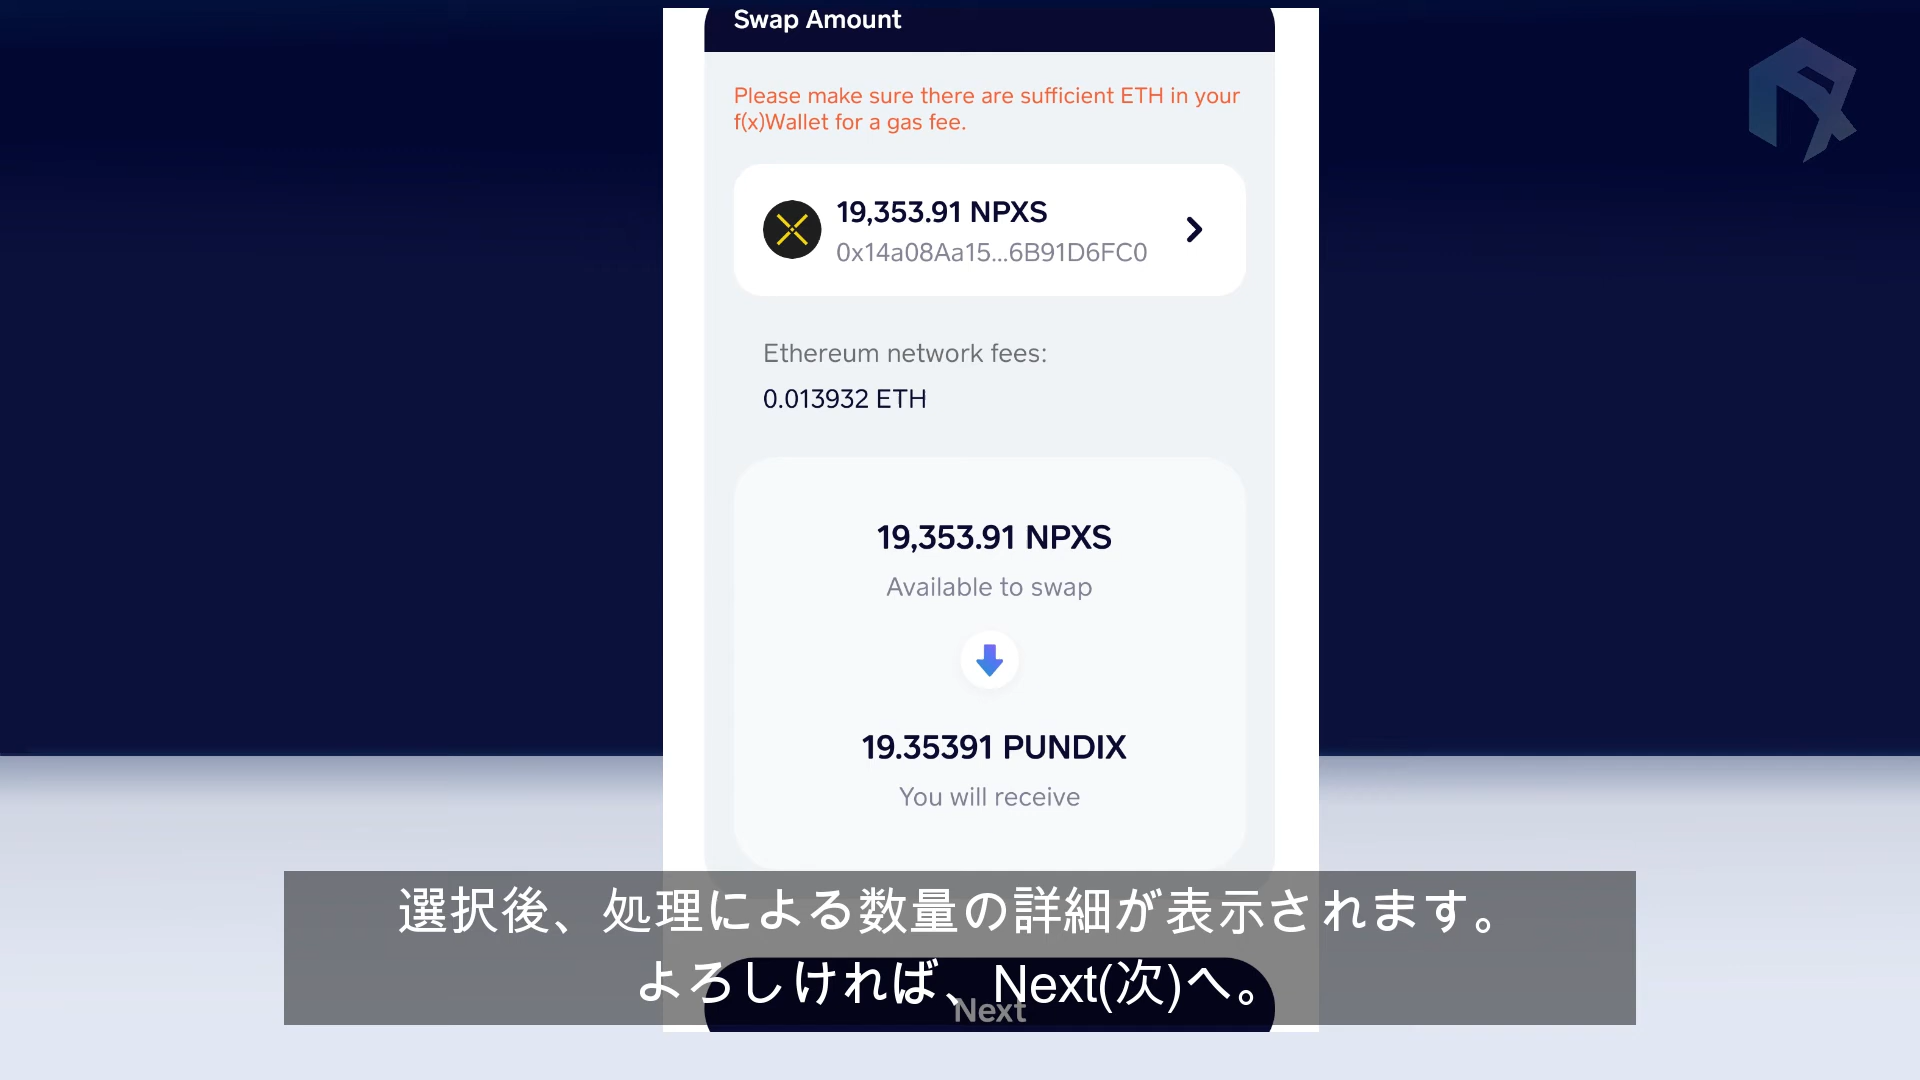 Swap Amount
Please make sure there are sufficient ETH in your
f(x)Wallet for a gas fee.
19,353.91 NPXS
0x14a08Aa15...6B91D6FC0
Ethereum network fees:
0.013932 ETH
19,353.91 NPXS
Available to swap
19.35391 PUNDIX
You will receive
選択後、処理による数量の詳細が表示されます。
よろしければ、Next(次)へ。
Next